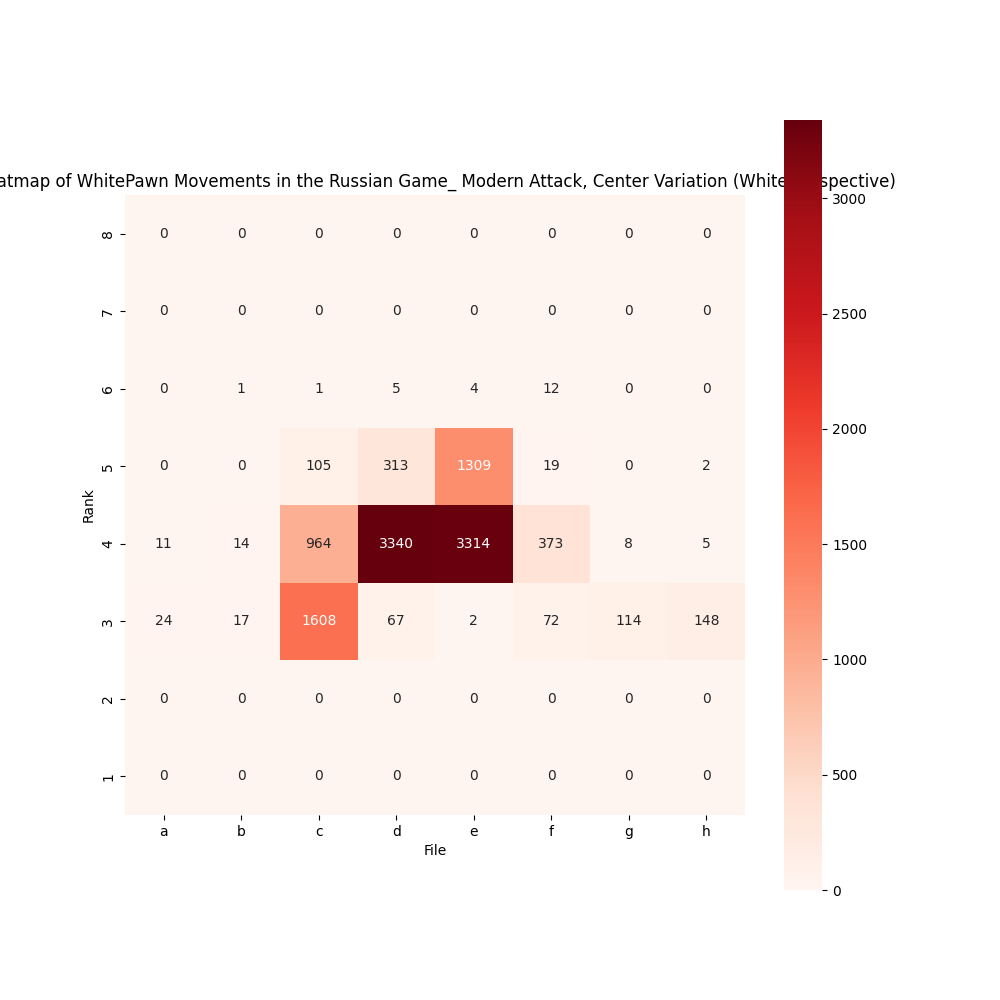 atmap of WhitePawn Movements in the Russian Game_ Modern Attack, Center Variation (White spective)
8 0 0 0 0 0 0 0 0
7 0 0 0 0 0 0 0 0
6 0 1 1 5 4 12 0 0
5 0 0 105 313 1309 19 0 2
4 11 14 964 3340 3314 373 8 5
3 24 17 1608 67 2 72 114 148
2 0 0 0 0 0 0 0 0
1 0 0 0 0 0 0 0 0
a b c d e f g h
File
Rank
3000
2500
2000
1500
1000
500
0